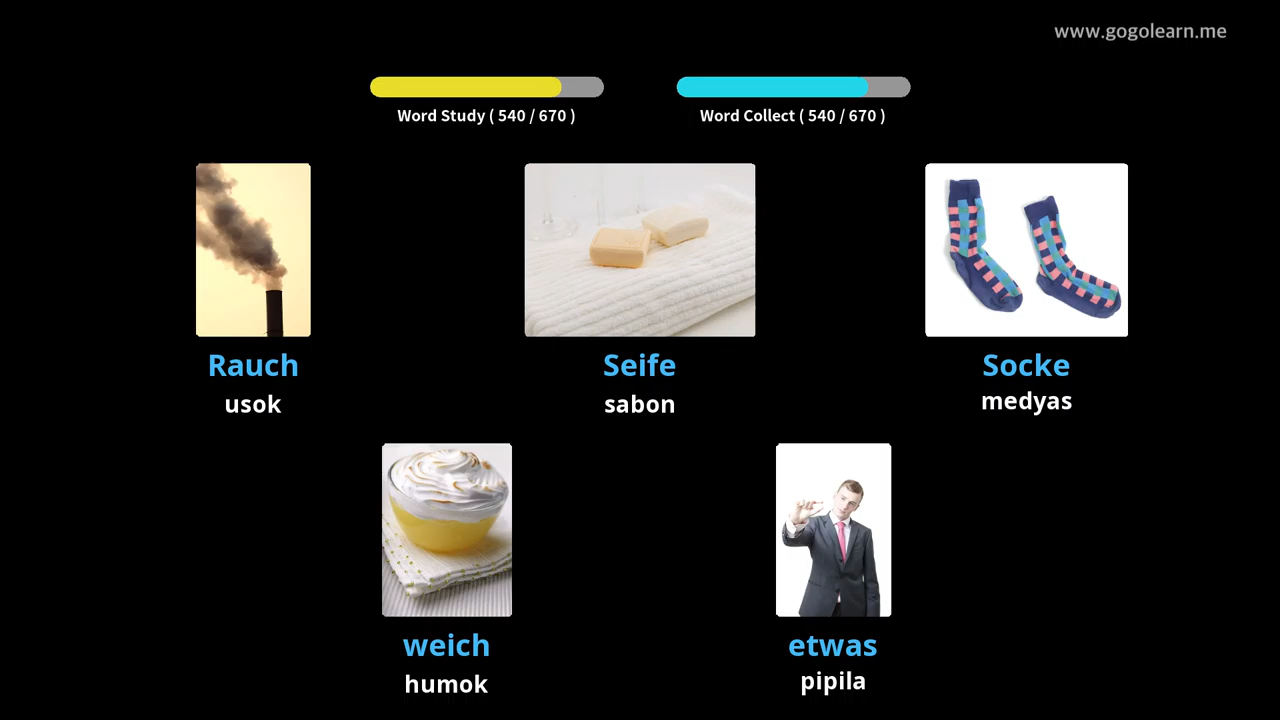 www.gogolearn.me
Word Study ( 540 / 670 )
Word Collect ( 540 / 670 )
Rauch
usok
Seife
sabon
Socke
medyas
weich
humok
etwas
pipila